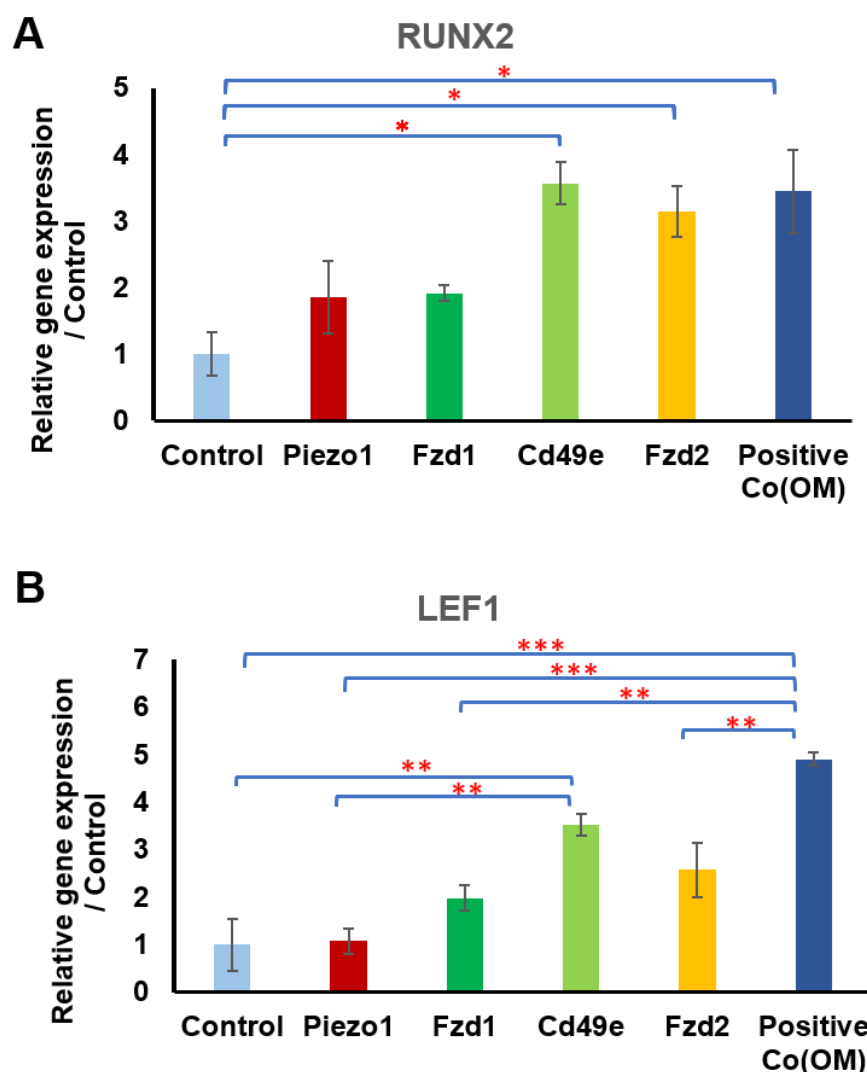 A
RUNX2
*
*
*
Relative gene expression
/ Control
5
4
3
2
1
0
Control Piezo1 Fzd1 Cd49e Fzd2 Positive
Co(OM)
B
LEF1
***
***
**
**
**
**
Relative gene expression
/ Control
7
6
5
4
3
2
1
0
Control Piezo1 Fzd1 Cd49e Fzd2 Positive
Co(OM)